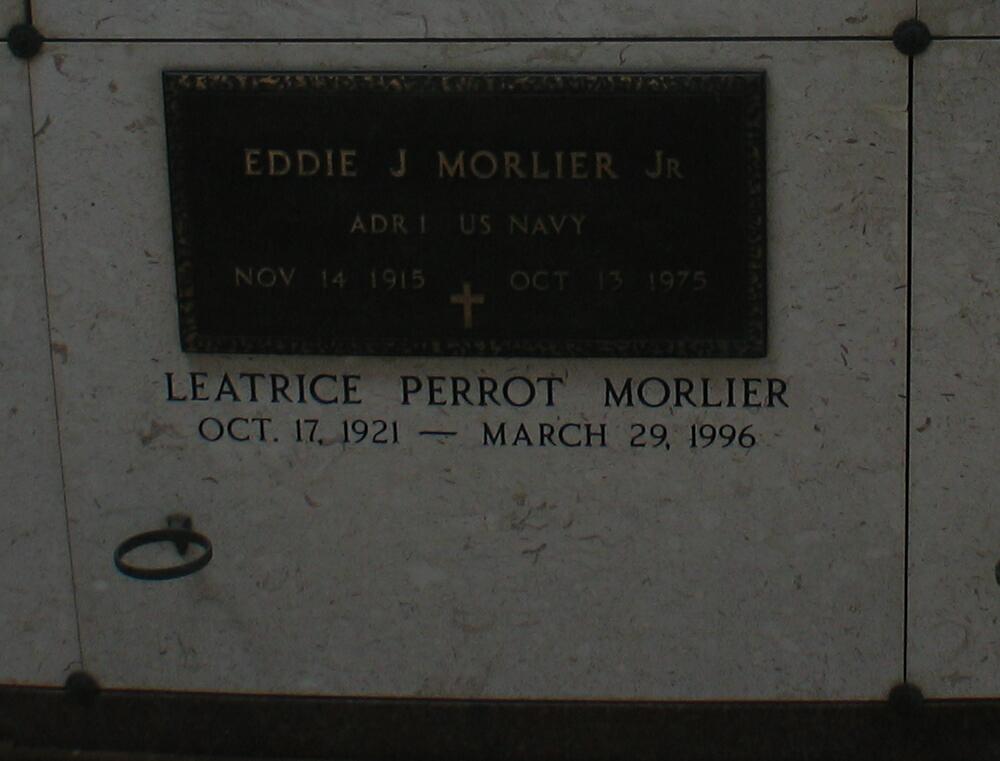 EDDIE J MORLIER JR
ADR1 US NAVY
NOV 14 1915 OCT 13 1975
LEATRICE PERROT MORLIER
OCT. 17, 1921 — MARCH 29, 1996